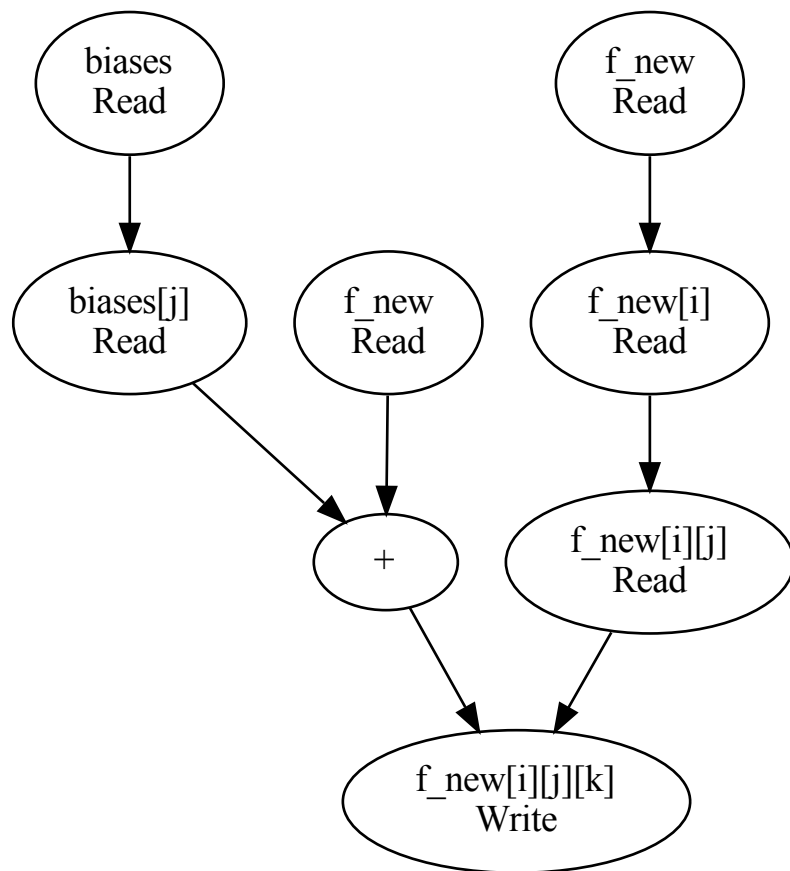 biases
Read
f_new
Read
biases[j]
Read
f_new
Read
f_new[i]
Read
+
f_new[i][j]
Read
f_new[i][j][k]
Write